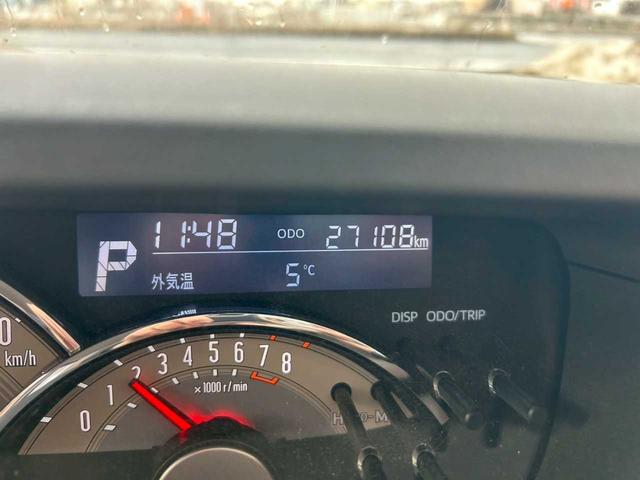 P 11:48 ODO 27108km
外気温 5℃
DISP ODO/TRIP
0 1 2 3 4 5 6 7 8
×1000r/min
0
km/h